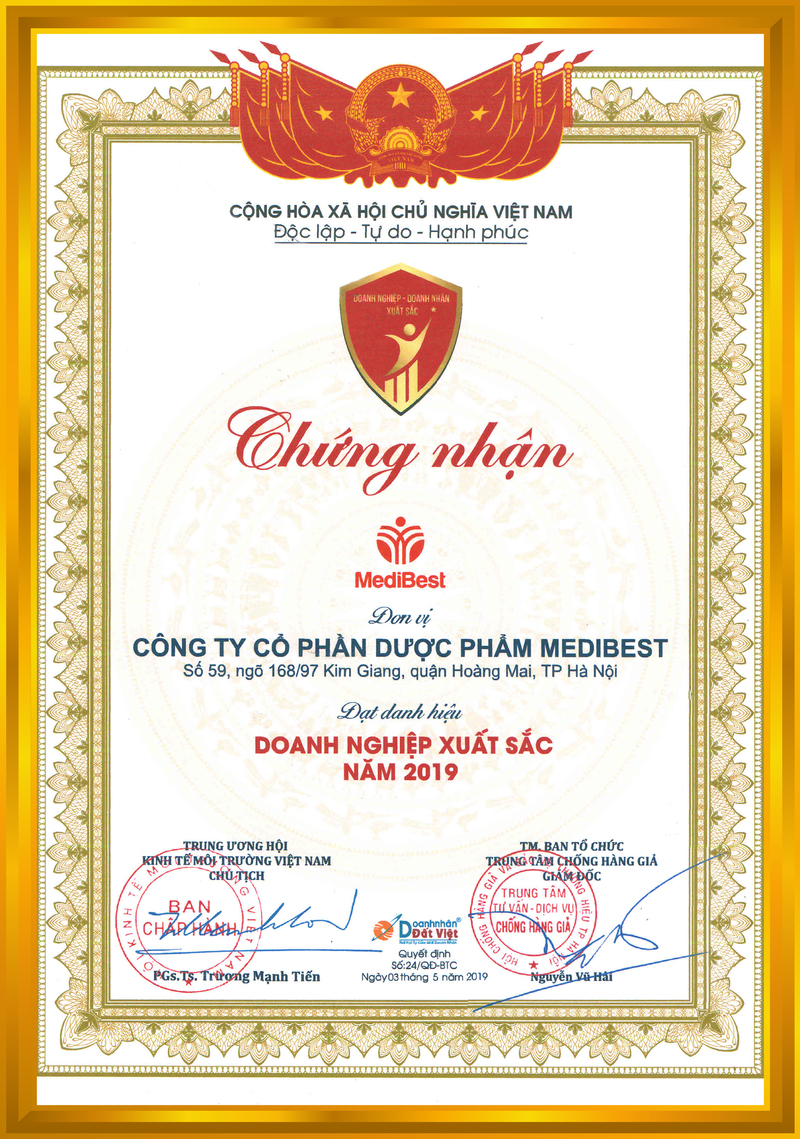 VIỆT NAM
CỘNG HÒA XÃ HỘI CHỦ NGHĨA VIỆT NAM
Độc lập - Tự do - Hạnh phúc
DOANH NGHIỆP - DOANH NHÂN
XUẤT SẮC
Chứng nhận
MediBest
Đơn vị
CÔNG TY CỔ PHẦN DƯỢC PHẨM MEDIBEST
Số 59, ngõ 168/97 Kim Giang, quận Hoàng Mai, TP Hà Nội
Đạt danh hiệu
DOANH NGHIỆP XUẤT SẮC
NĂM 2019
TRUNG ƯƠNG HỘI
KINH TẾ MÔI TRƯỜNG VIỆT NAM
CHỦ TỊCH
BAN
CHẤP HÀNH
PGs.Ts. Trương Mạnh Tiến
Doanhnhân
Đất Việt
Quyết định
Số:24/QĐ-BTC
Ngày 03 tháng 5 năm 2019
TM. BAN TỔ CHỨC
TRUNG TÂM CHỐNG HÀNG GIẢ
GIÁM ĐỐC
TRUNG TÂM
TƯ VẤN - DỊCH VỤ
CHỐNG HÀNG GIẢ
Nguyễn Vũ Hải